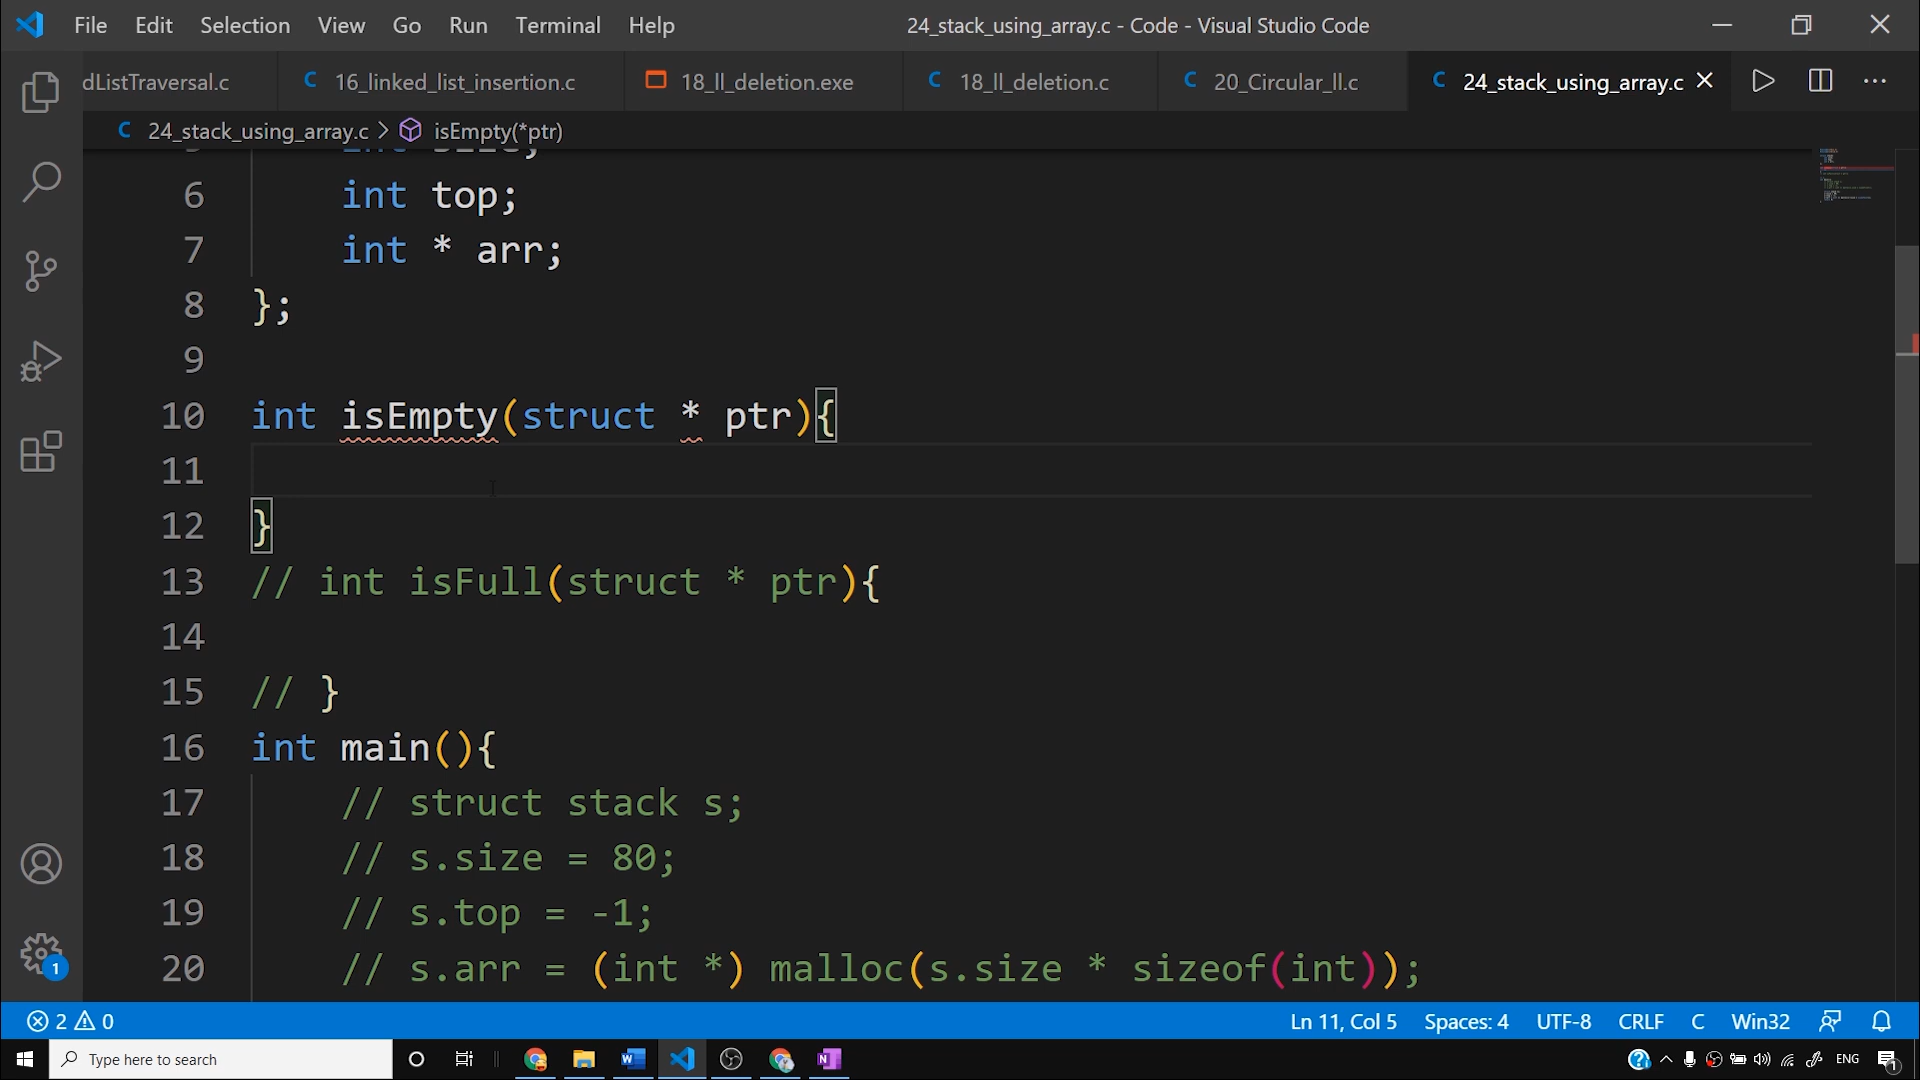 File Edit Selection View Go Run Terminal Help
24_stack_using_array.c - Code - Visual Studio Code
dListTraversal.c
C 16_linked_list_insertion.c
18_ll_deletion.exe
C 18_ll_deletion.c
C 20_Circular_ll.c
C 24_stack_using_array.c
C 24_stack_using_array.c > isEmpty(*ptr)
6 int top;
7 int * arr;
8 };
9
10 int isEmpty(struct * ptr){
11
12 }
13 // int isFull(struct * ptr){
14
15 // }
16 int main(){
17 // struct stack s;
18 // s.size = 80;
19 // s.top = -1;
20 // s.arr = (int *) malloc(s.size * sizeof(int));
1
2 0
Ln 11, Col 5 Spaces: 4 UTF-8 CRLF C Win32
Type here to search
ENG
1